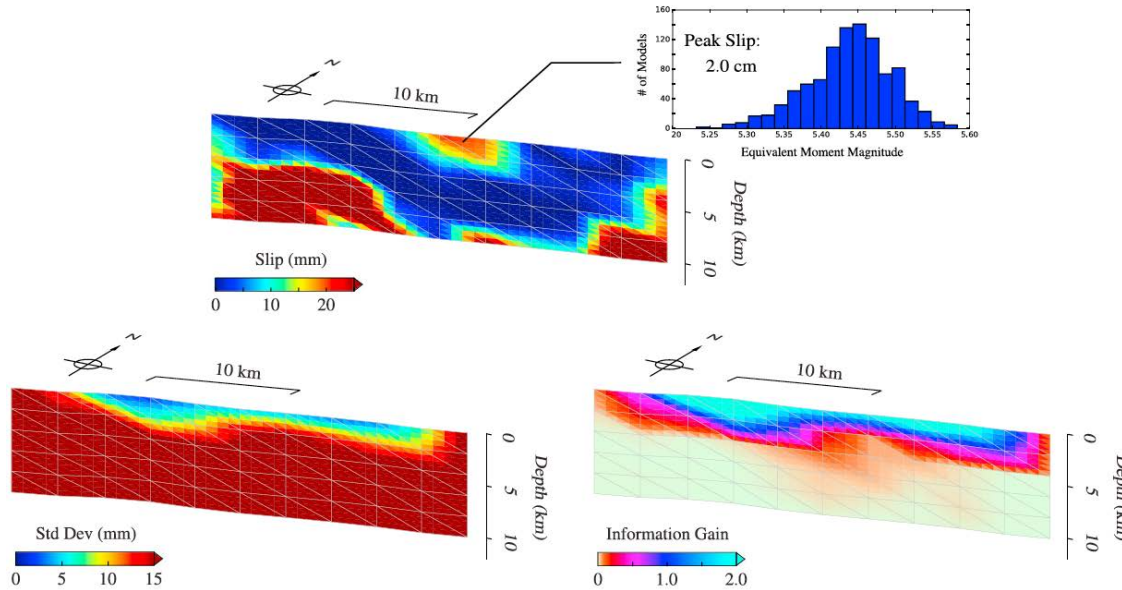 160
120
80
40
0
# of Models
Peak Slip:
2.0 cm
20 5.25 5.30 5.35 5.40 5.45 5.50 5.55 5.60
Equivalent Moment Magnitude
N
10 km
0
5
10
Depth (km)
Slip (mm)
0 10 20
N
10 km
0
5
10
Depth (km)
Std Dev (mm)
0 5 10 15
N
10 km
0
5
10
Depth (km)
Information Gain
0 1.0 2.0